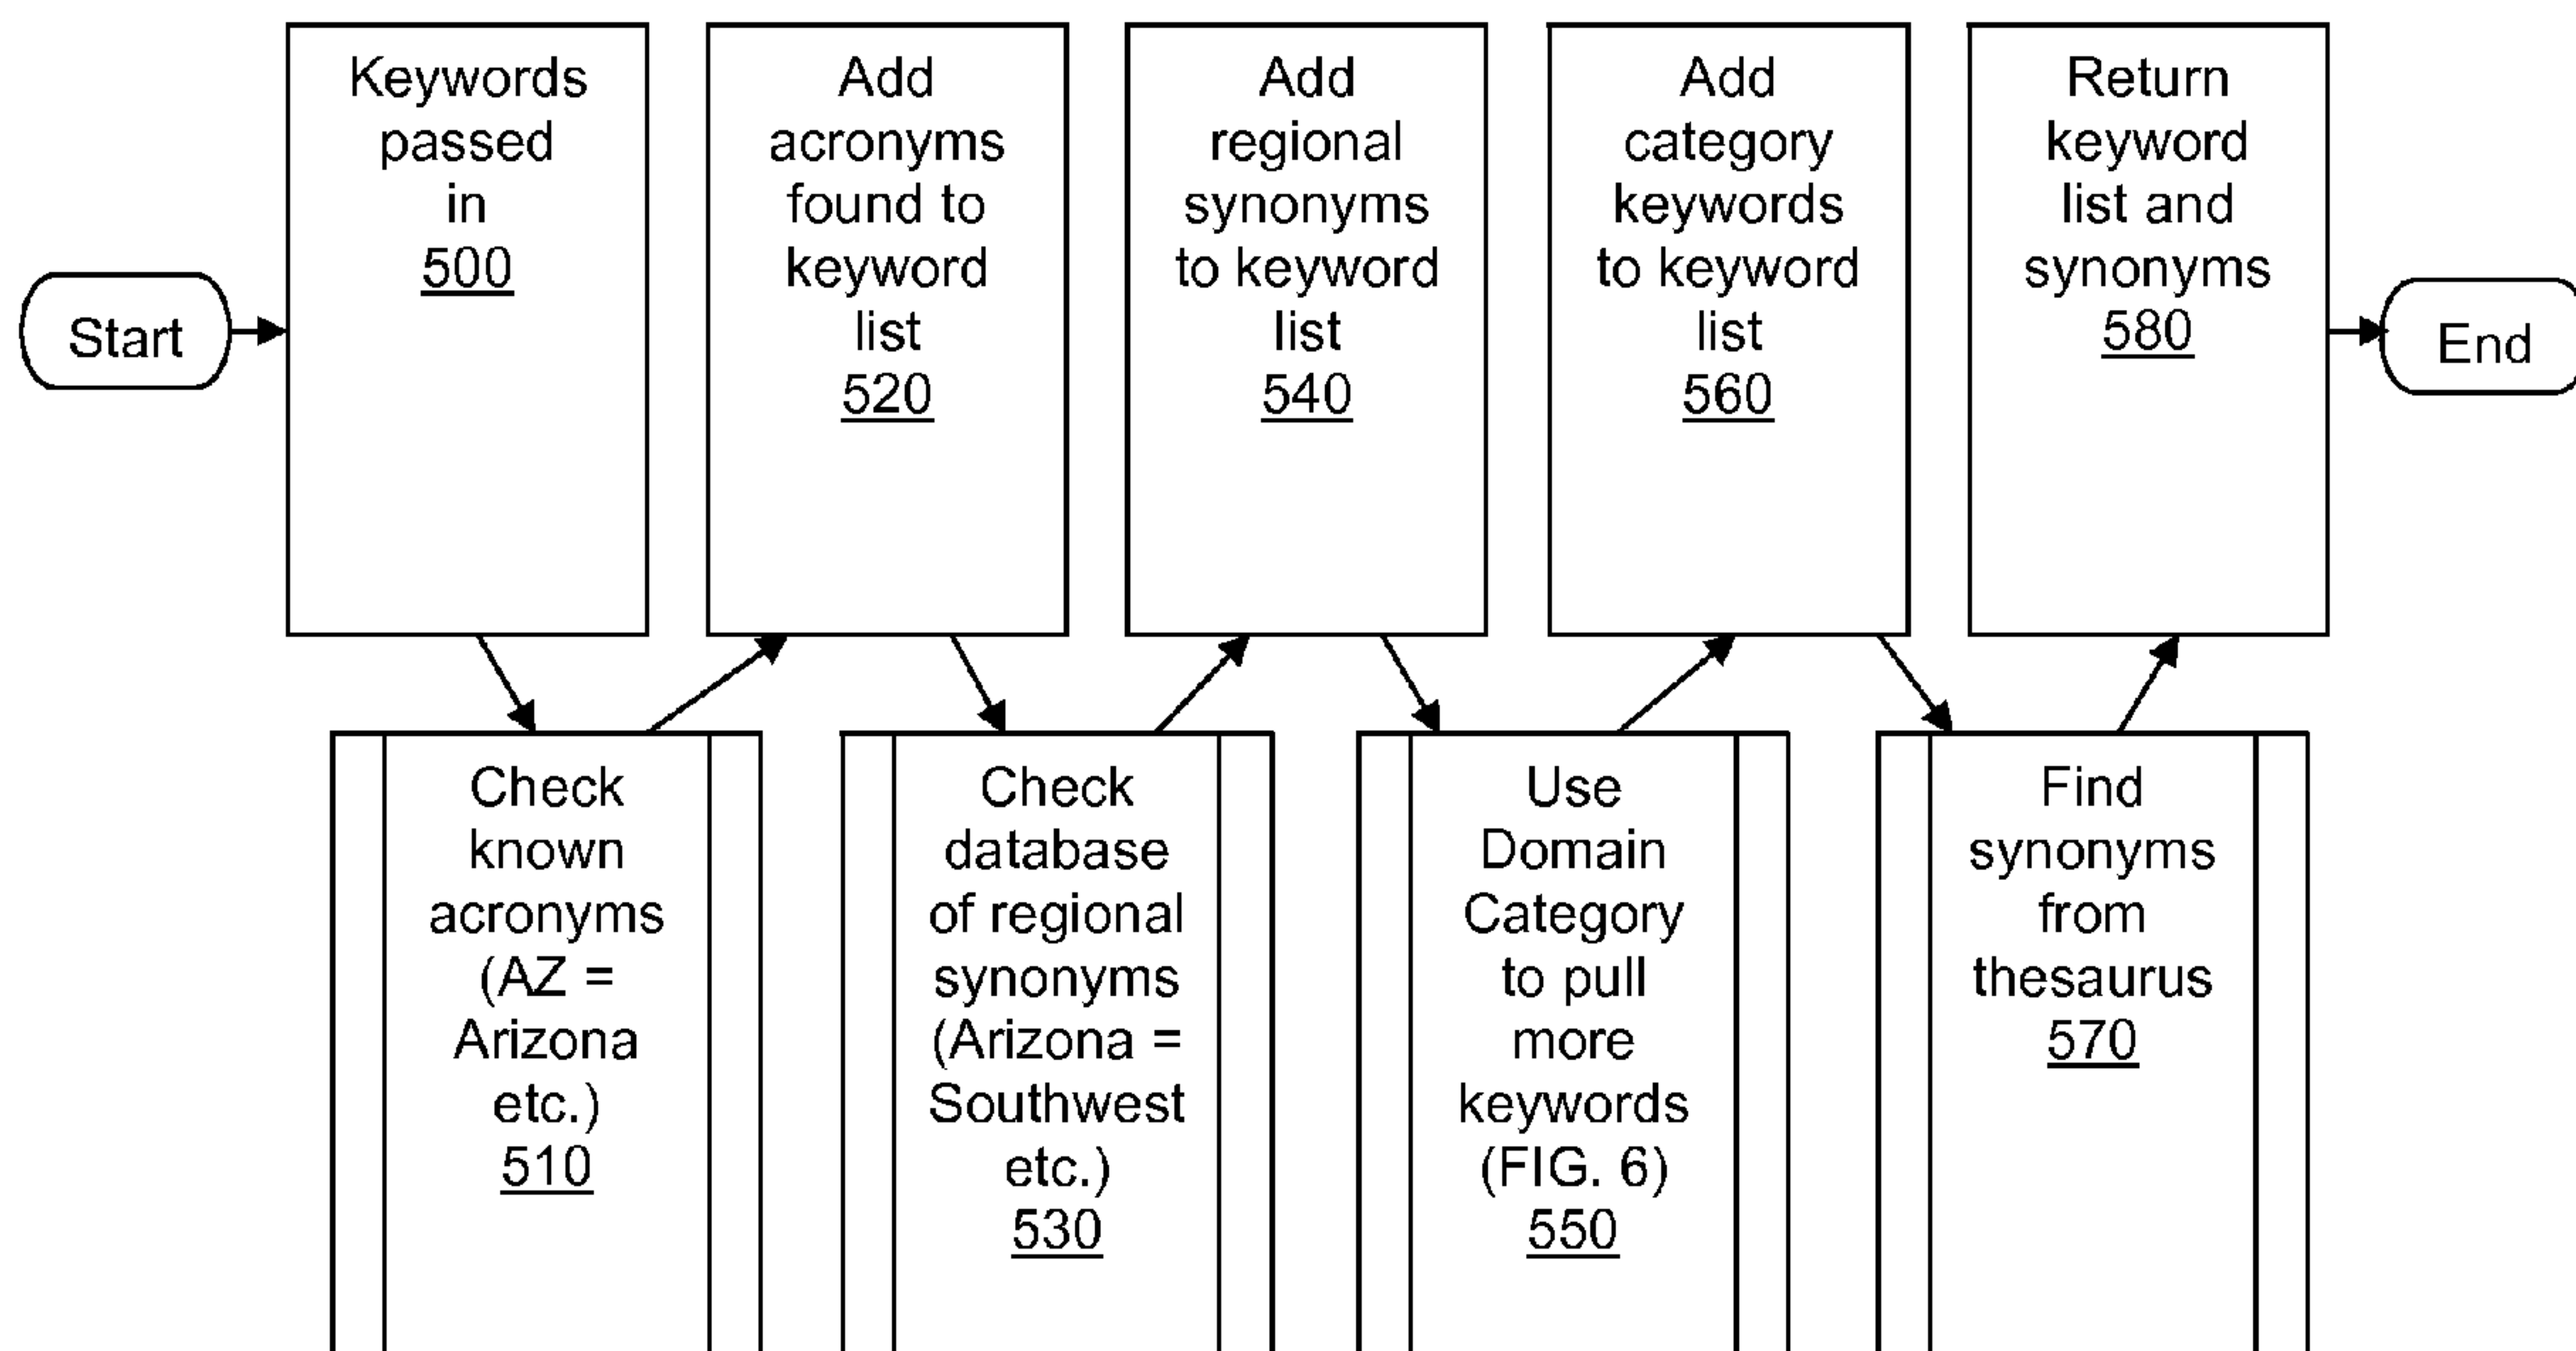 Start
Keywords
passed
in
500
Check
known
acronyms
(AZ =
Arizona
etc.)
510
Add
acronyms
found to
keyword
list
520
Check
database
of regional
synonyms
(Arizona =
Southwest
etc.)
530
Add
regional
synonyms
to keyword
list
540
Use
Domain
Category
to pull
more
keywords
(FIG. 6)
550
Add
category
keywords
to keyword
list
560
Find
synonyms
from
thesaurus
570
Return
keyword
list and
synonyms
580
End